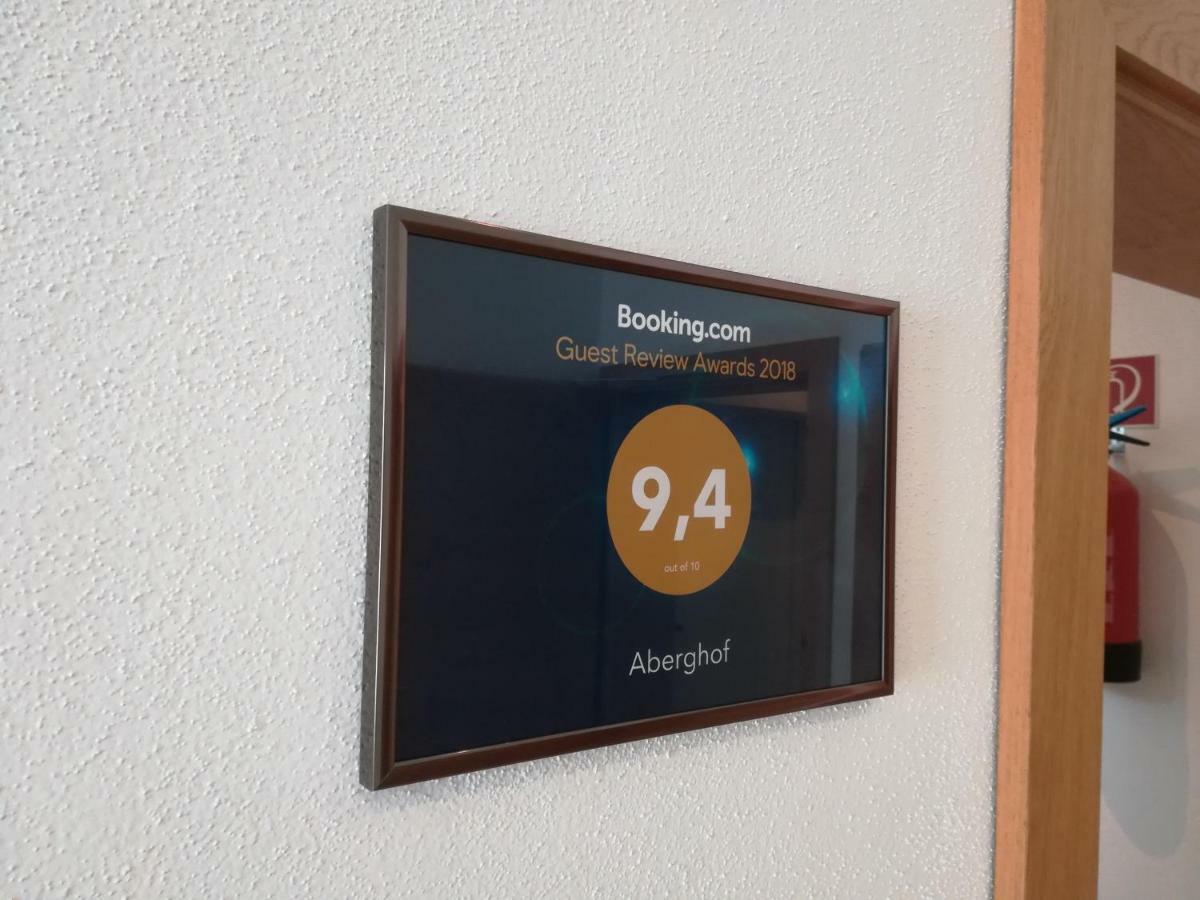 Booking.com
Guest Review Awards 2018
9,4
out of 10
Aberghof